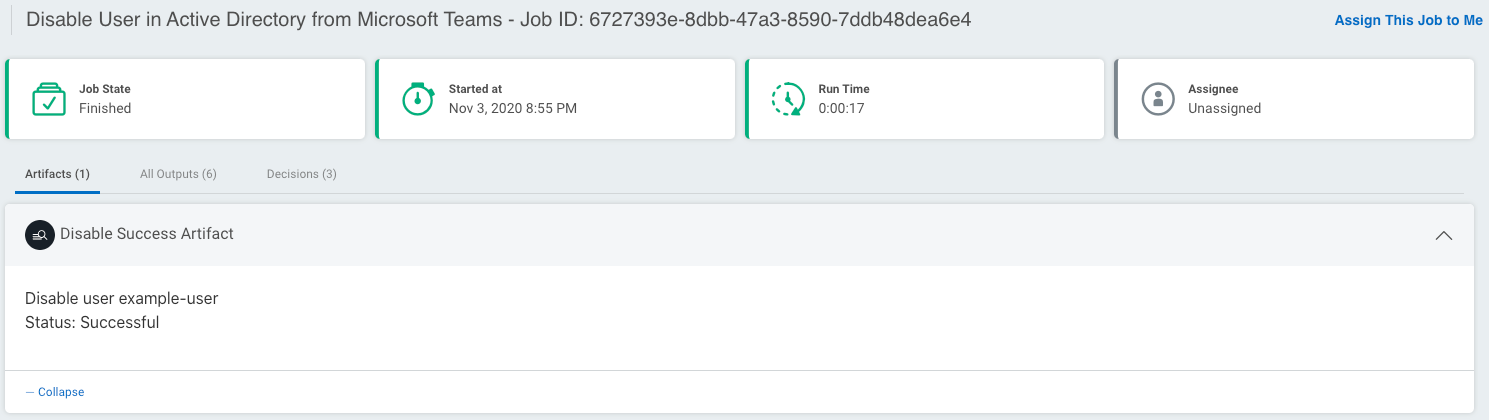 Disable User in Active Directory from Microsoft Teams - Job ID: 6727393e-8dbb-47a3-8590-7ddb48dea6e4
Assign This Job to Me
Job State
Finished
Started at
Nov 3, 2020 8:55 PM
Run Time
0:00:17
Assignee
Unassigned
Artifacts (1)
All Outputs (6)
Decisions (3)
Disable Success Artifact
Disable user example-user
Status: Successful
— Collapse